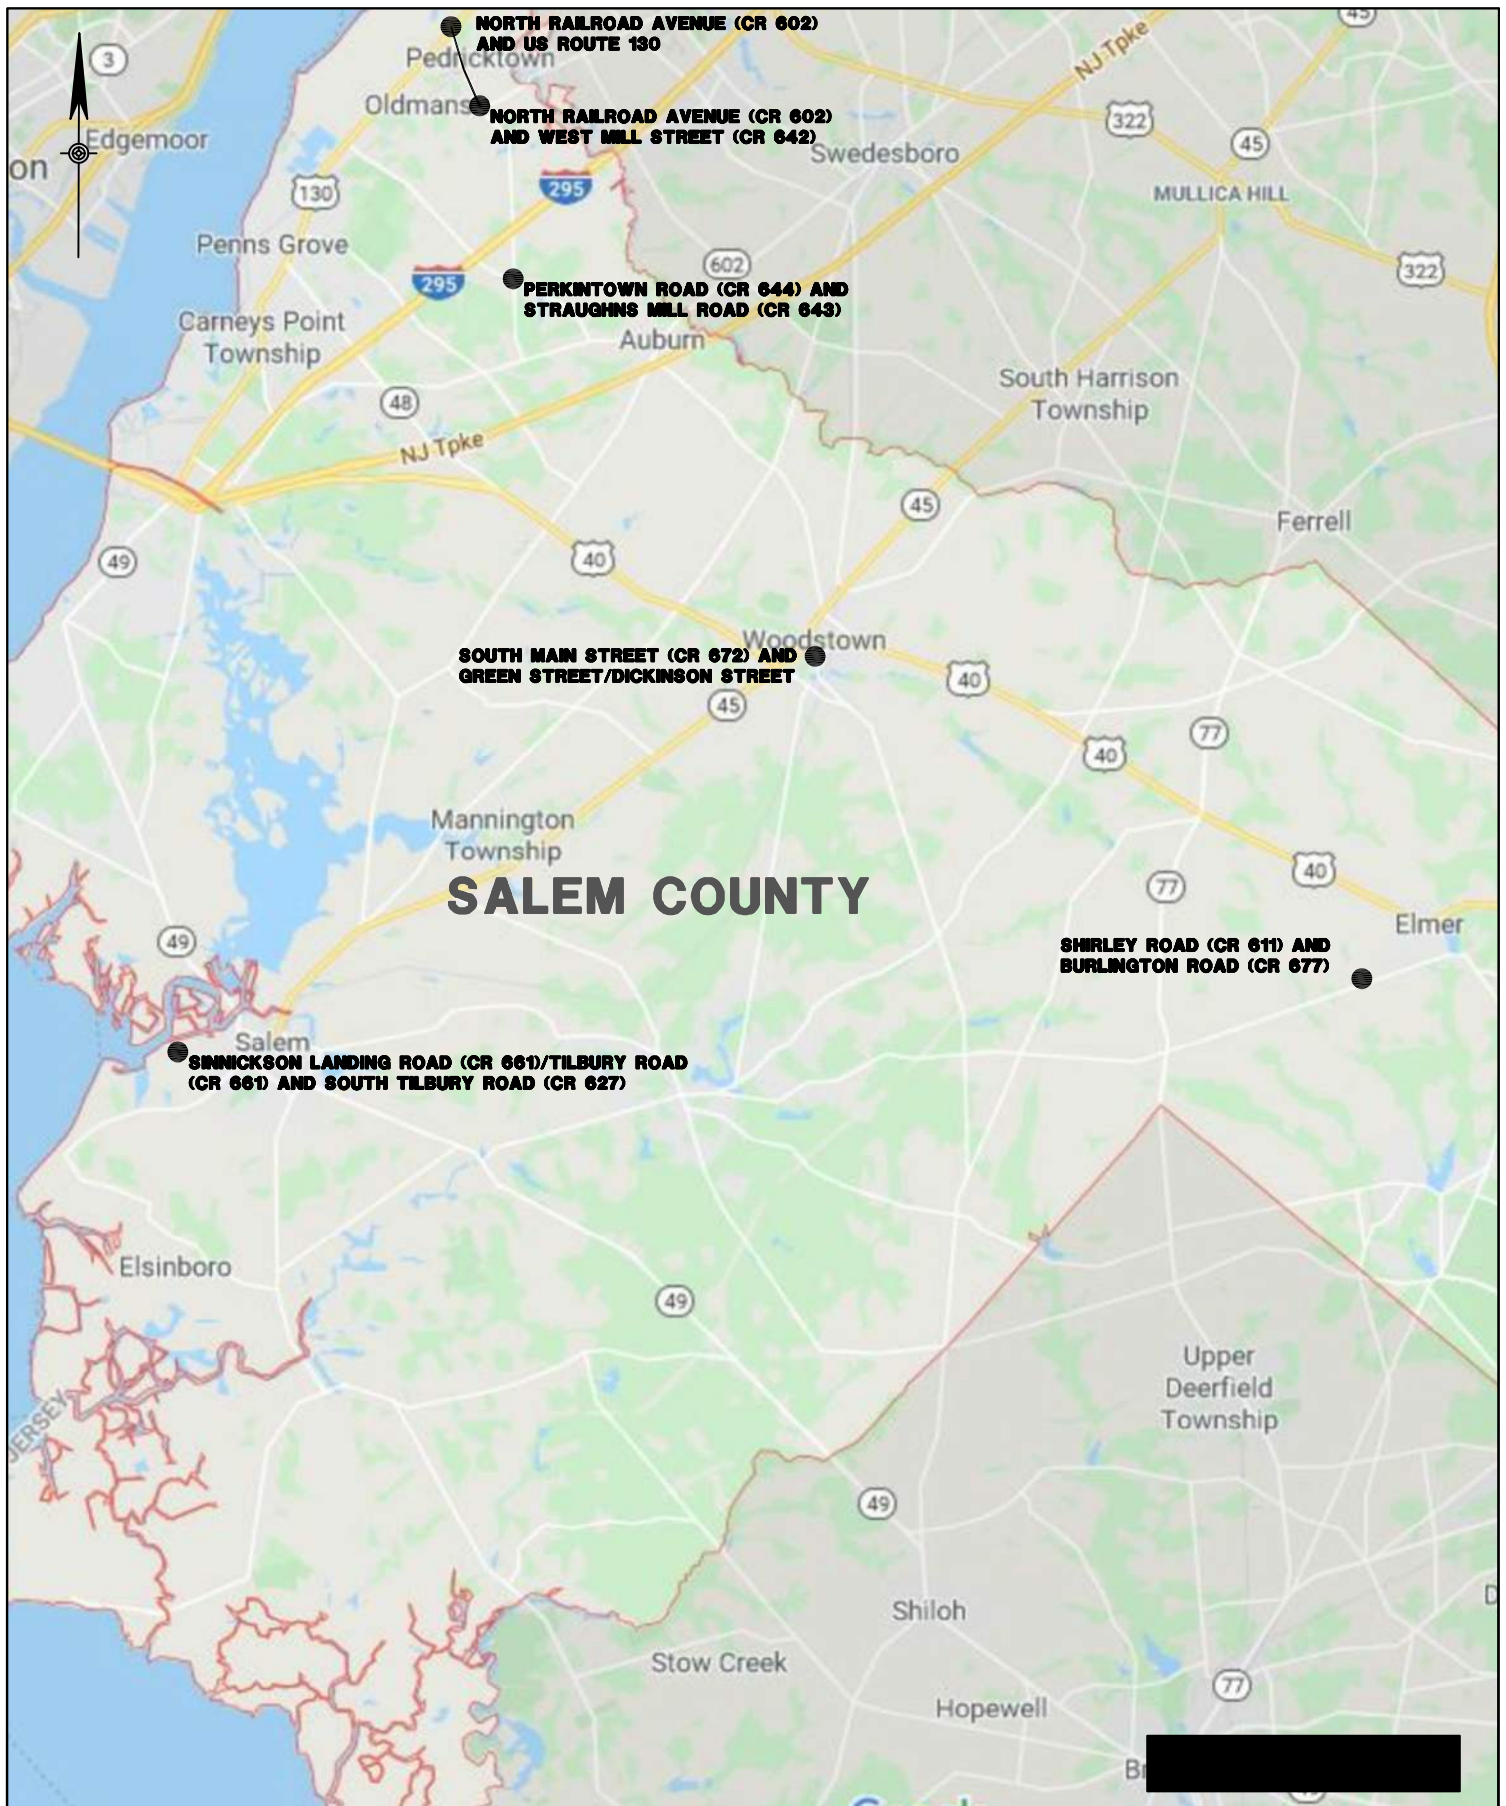 NORTH RAILROAD AVENUE (CR 602)
AND US ROUTE 130
45
3
Pedricktown
NJ Tpke
Oldmans
NORTH RAILROAD AVENUE (CR 602)
AND WEST MILL STREET (CR 642)
322
Edgemoor
45
Swedesboro
on
130
295
MULLICA HILL
Penns Grove
602
322
295
PERKINTOWN ROAD (CR 644) AND
STRAUGHNS MILL ROAD (CR 643)
Carneys Point
Township
Auburn
South Harrison
Township
48
NJ Tpke
45
Ferrell
49
40
Woodstown
SOUTH MAIN STREET (CR 672) AND
GREEN STREET/DICKINSON STREET
40
45
77
40
Mannington
Township
SALEM COUNTY
40
77
Elmer
49
SHIRLEY ROAD (CR 611) AND
BURLINGTON ROAD (CR 677)
Salem
SINNICKSON LANDING ROAD (CR 661)/TILBURY ROAD
(CR 661) AND SOUTH TILBURY ROAD (CR 627)
Elsinboro
49
Upper
Deerfield
Township
JERSEY
49
Shiloh
Stow Creek
77
Hopewell